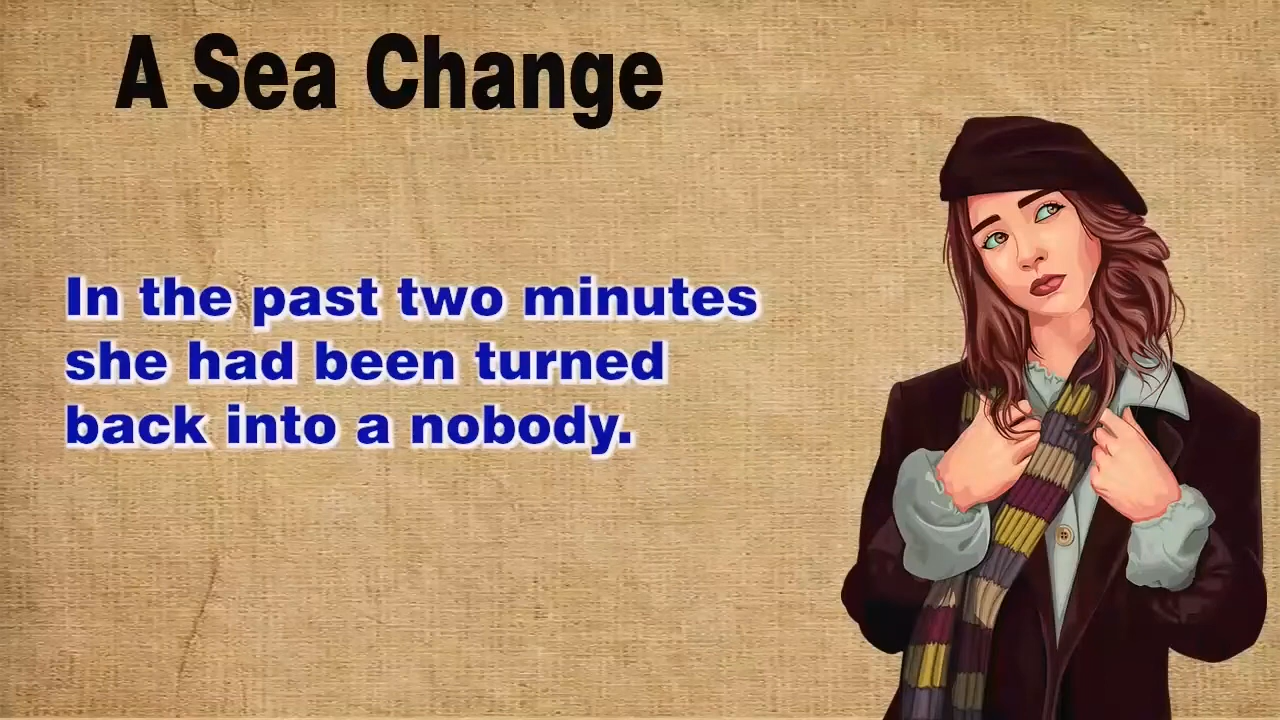 A Sea Change
In the past two minutes
she had been turned
back into a nobody.